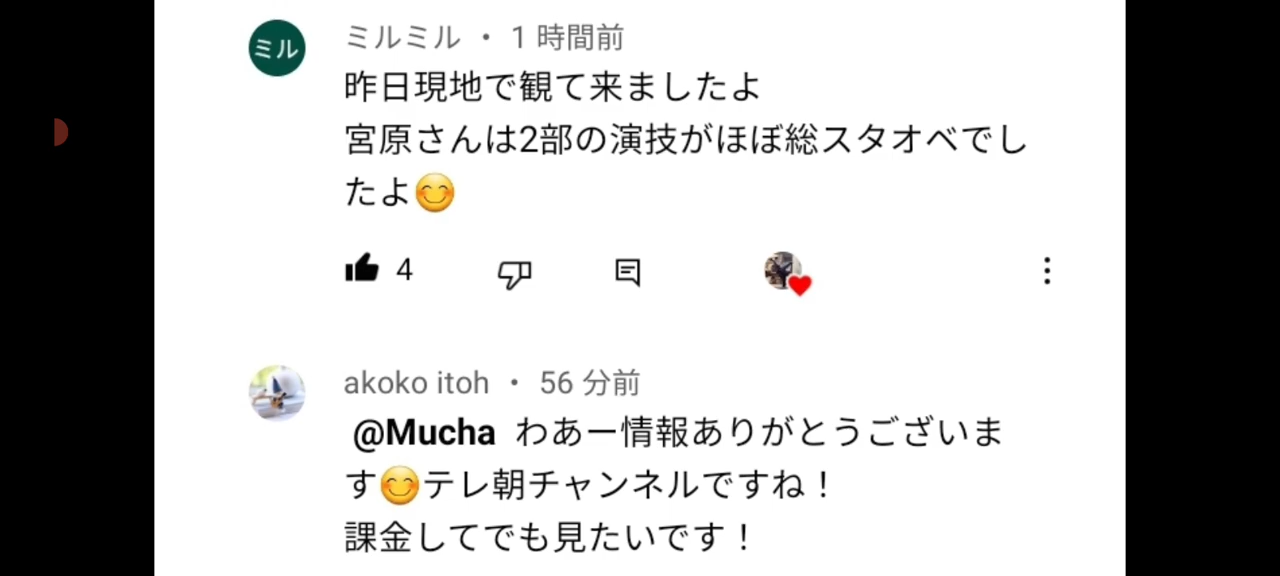 ミル
ミルミル • 1 時間前
昨日現地で観て来ましたよ
宮原さんは2部の演技がほぼ総スタオベでし
たよ😊
4
akoko itoh • 56 分前
@Mucha わあー情報ありがとうございま
す😊テレ朝チャンネルですね！
課金してでも見たいです！